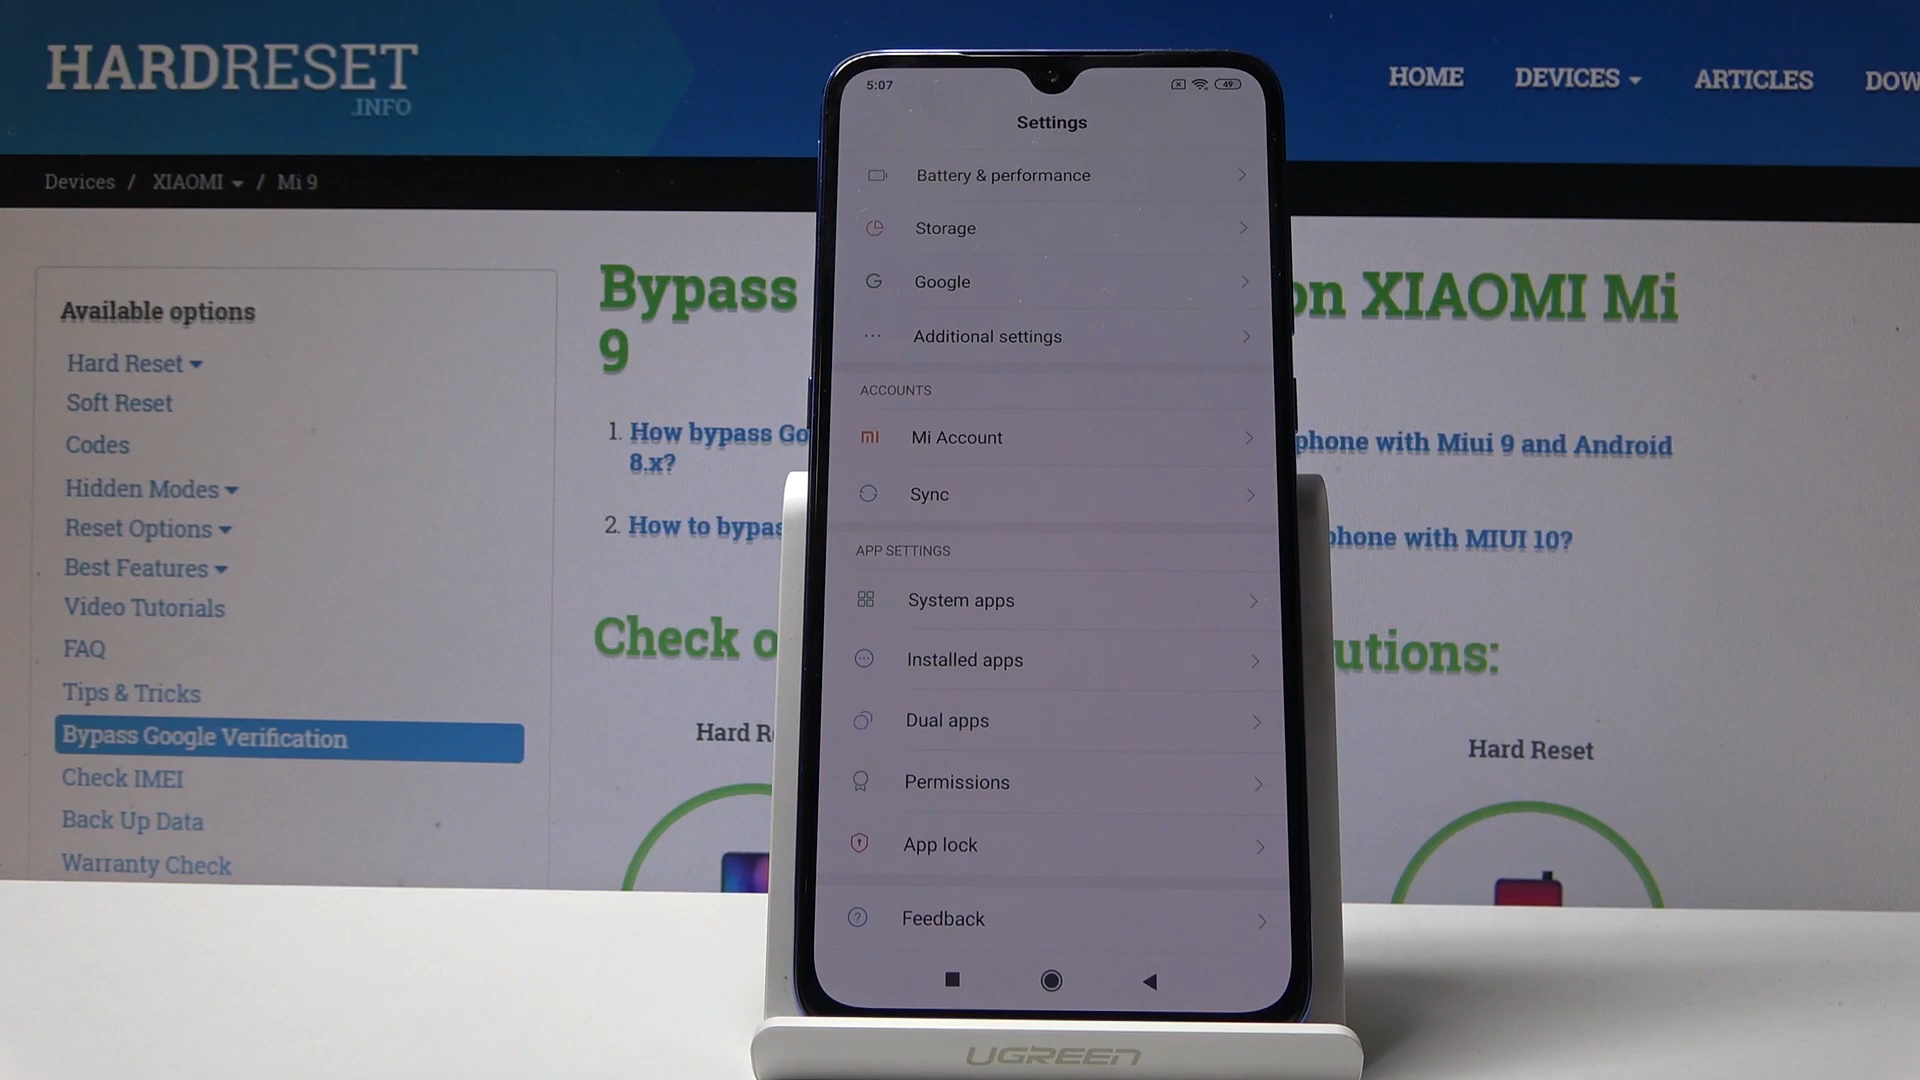 HARDRESET
.INFO
HOME
DEVICES
ARTICLES
DOW
Devices / XIAOMI / Mi 9
Available options
Hard Reset
Soft Reset
Codes
Hidden Modes
Reset Options
Best Features
Video Tutorials
FAQ
Tips & Tricks
Bypass Google Verification
Check IMEI
Back Up Data
Warranty Check
Bypass
on XIAOMI Mi
9
1. How bypass Go
phone with Miui 9 and Android
8.x?
2. How to bypas
phone with MIUI 10?
Check o
utions:
Hard R
Hard Reset
5:07
49
Settings
Battery & performance
Storage
Google
Additional settings
ACCOUNTS
Mi Account
Sync
APP SETTINGS
System apps
Installed apps
Dual apps
Permissions
App lock
Feedback
UGREEN